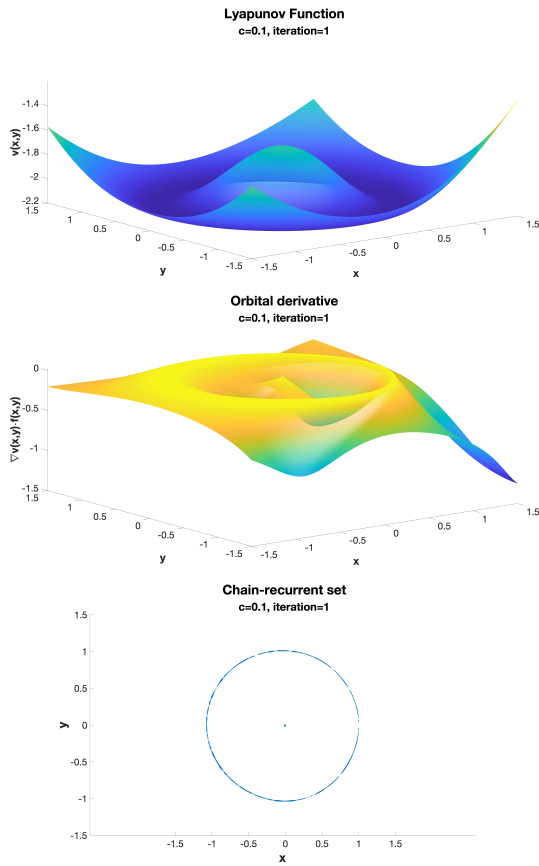 Lyapunov Function
c=0.1, iteration=1
v(x,y)
-1.4
-1.6
-1.8
-2
-2.2
1.5
1
0.5
0
-0.5
-1
-1.5
y
-1.5
-1
-0.5
0
0.5
1
1.5
x
Orbital derivative
c=0.1, iteration=1
∇v(x,y)·f(x,y)
0
-0.5
-1
-1.5
1.5
1
0.5
0
-0.5
-1
-1.5
y
-1.5
-1
-0.5
0
0.5
1
1.5
x
Chain-recurrent set
c=0.1, iteration=1
y
1.5
1
0.5
0
-0.5
-1
-1.5
-1.5 -1 -0.5 0 0.5 1 1.5
x